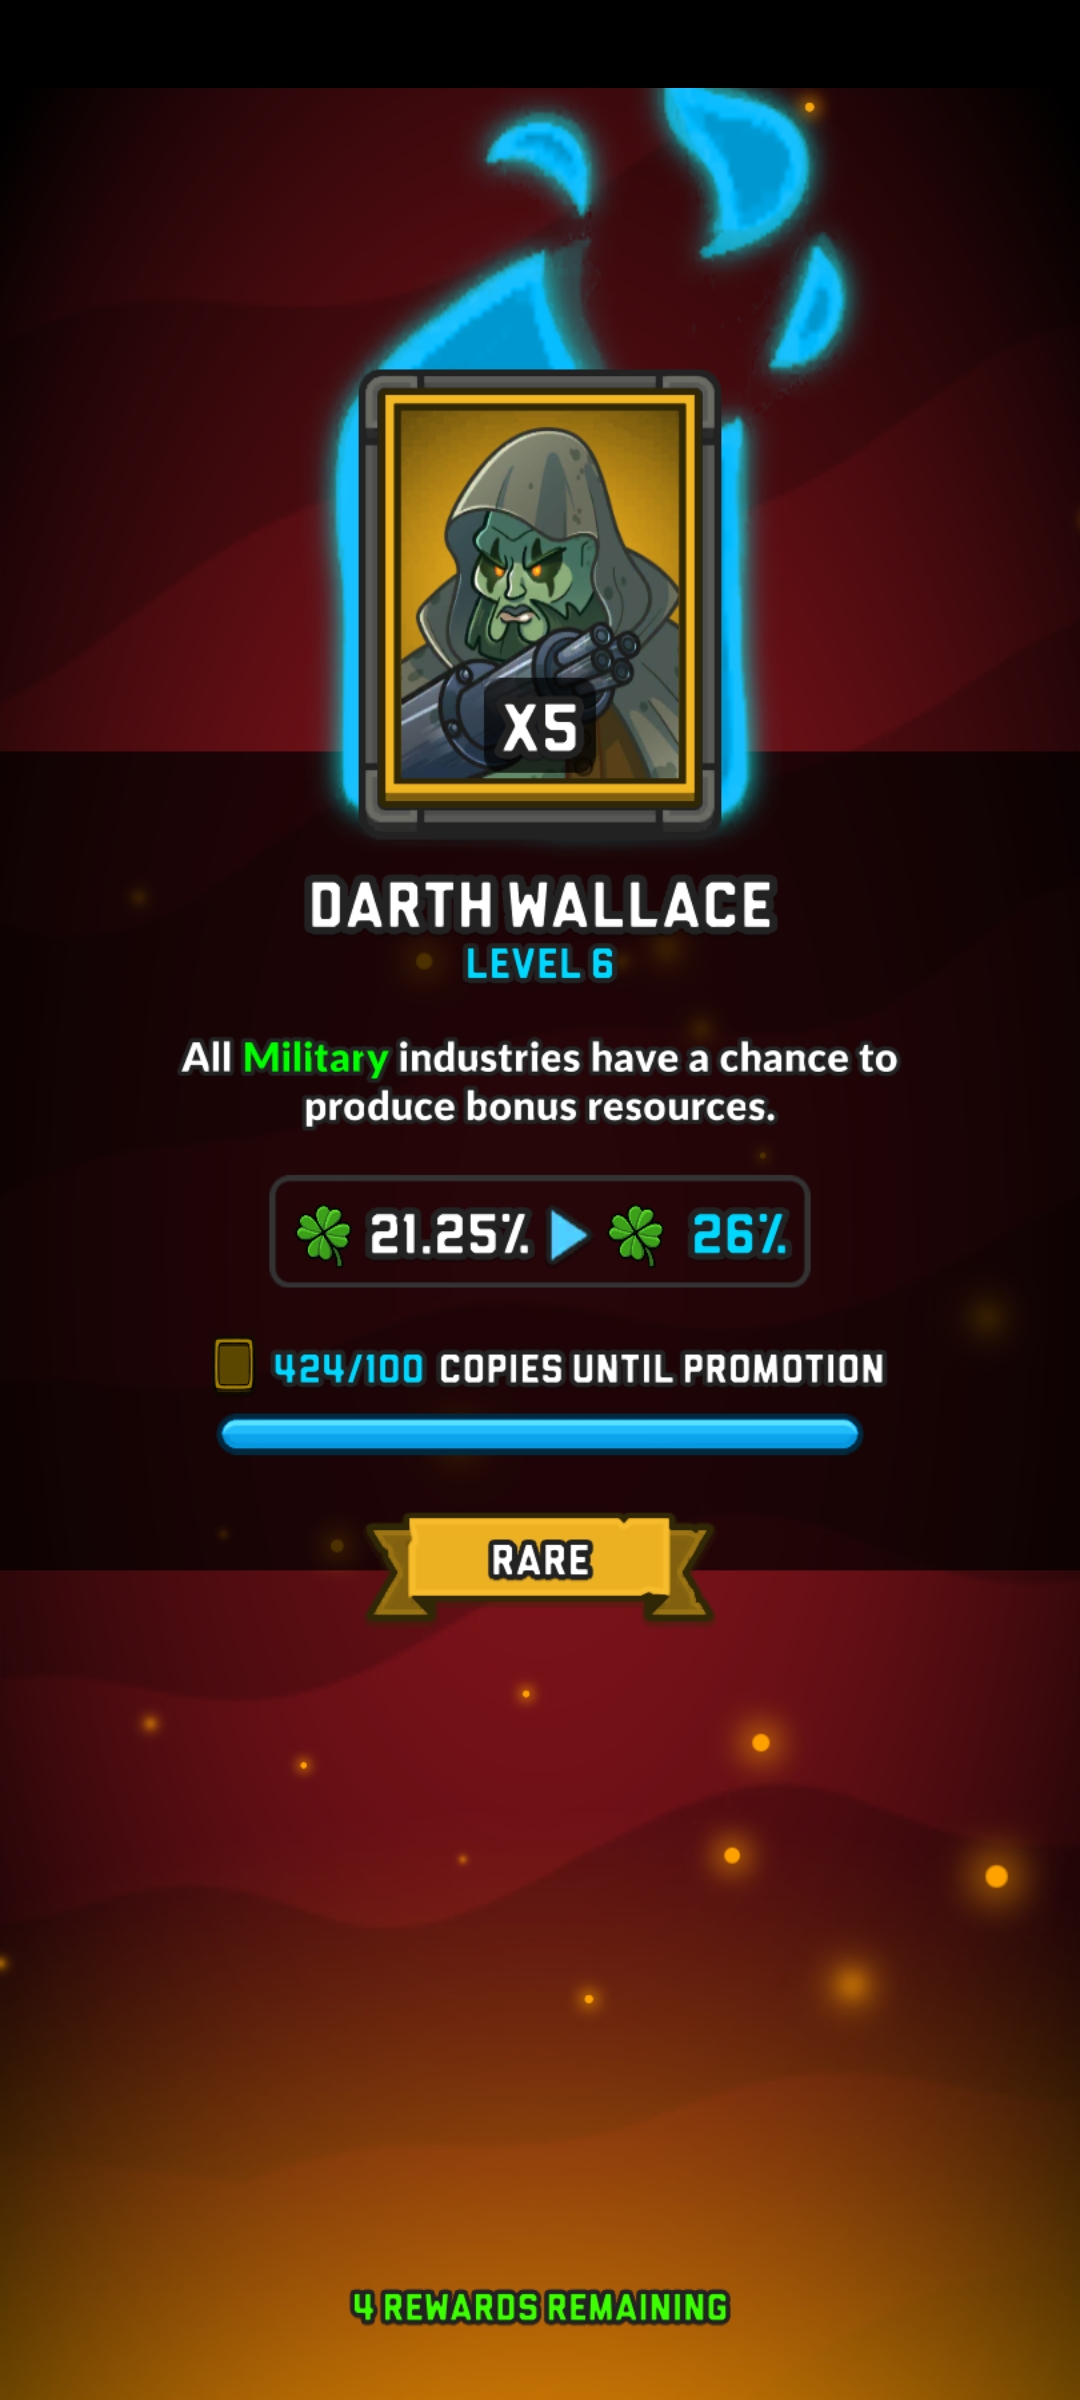 X5
DARTH WALLACE
LEVEL 6
All Military industries have a chance to
produce bonus resources.
21.25% 26%
424/100 COPIES UNTIL PROMOTION
RARE
4 REWARDS REMAINING